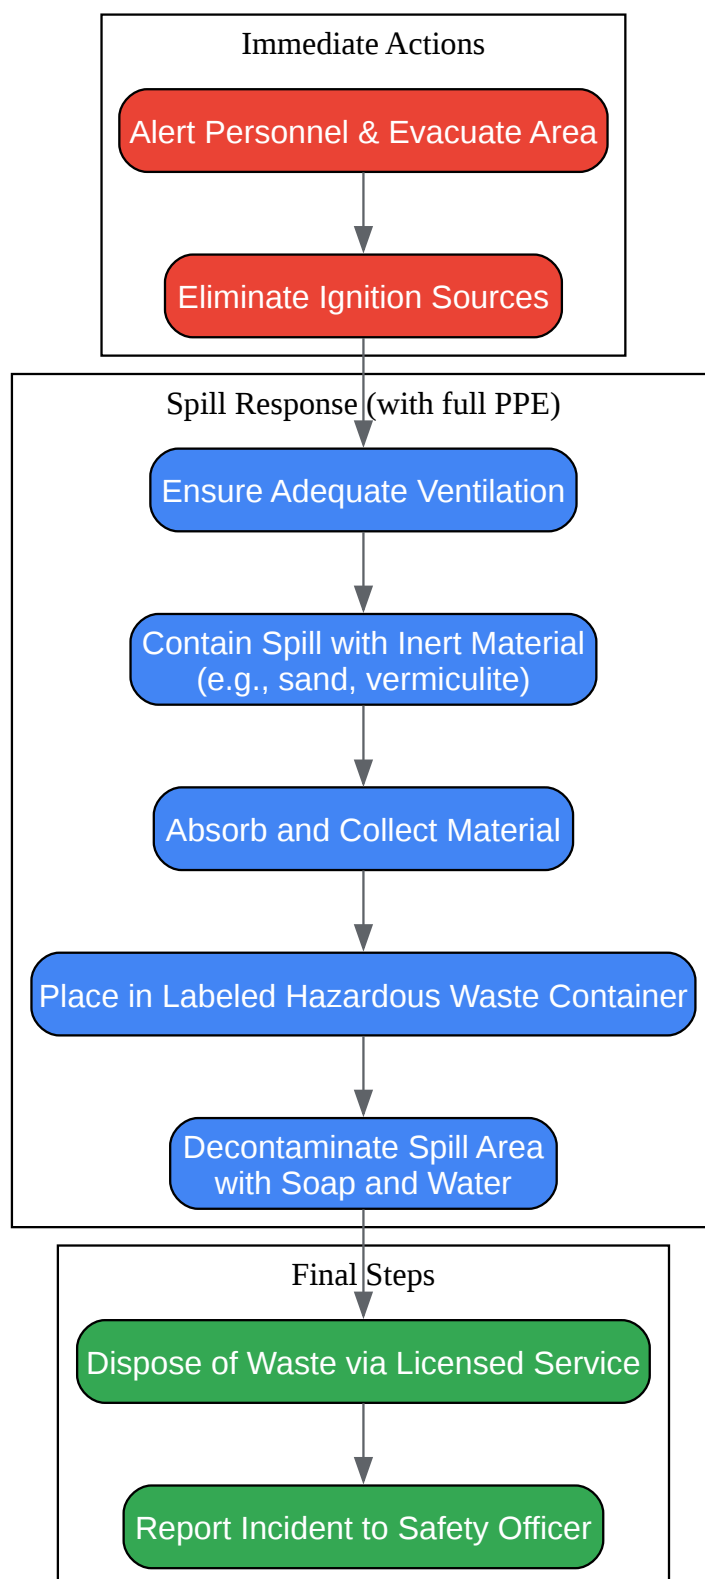 Immediate Actions
Alert Personnel & Evacuate Area
Eliminate Ignition Sources
Spill Response (with full PPE)
Ensure Adequate Ventilation
Contain Spill with Inert Material
(e.g., sand, vermiculite)
Absorb and Collect Material
Place in Labeled Hazardous Waste Container
Decontaminate Spill Area
with Soap and Water
Final Steps
Dispose of Waste via Licensed Service
Report Incident to Safety Officer